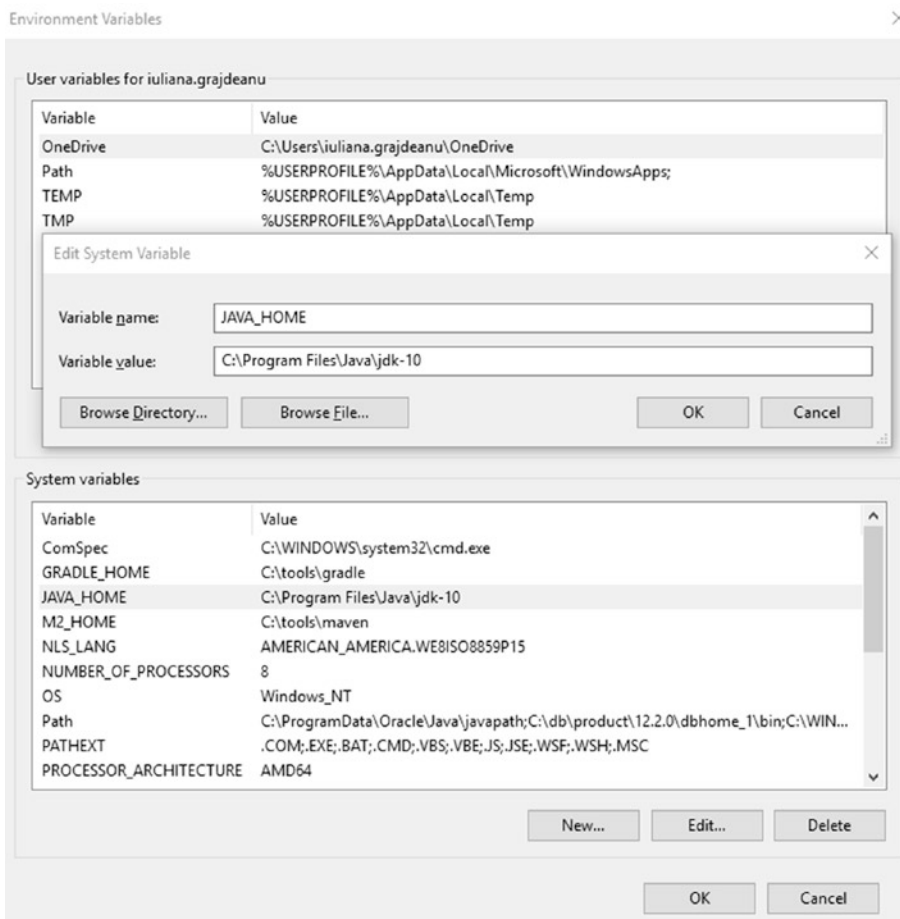 Environment Variables
User variables for iuliana.grajdeanu
Variable Value
OneDrive C:\Users\iuliana.grajdeanu\OneDrive
Path %USERPROFILE%\AppData\Local\Microsoft\WindowsApps;
TEMP %USERPROFILE%\AppData\Local\Temp
TMP %USERPROFILE%\AppData\Local\Temp
Edit System Variable
Variable name: JAVA_HOME
Variable value: C:\Program Files\Java\jdk-10
Browse Directory... Browse File... OK Cancel
System variables
Variable Value
ComSpec C:\WINDOWS\system32\cmd.exe
GRADLE_HOME C:\tools\gradle
JAVA_HOME C:\Program Files\Java\jdk-10
M2_HOME C:\tools\maven
NLS_LANG AMERICAN_AMERICA.WE8ISO8859P15
NUMBER_OF_PROCESSORS 8
OS Windows_NT
Path C:\ProgramData\Oracle\Java\javapath;C:\db\product\12.2.0\dbhome_1\bin;C:\WIN...
PATHEXT .COM;.EXE;.BAT;.CMD;.VBS;.VBE;.JS;.JSE;.WSF;.WSH;.MSC
PROCESSOR_ARCHITECTURE AMD64
New... Edit... Delete
OK Cancel